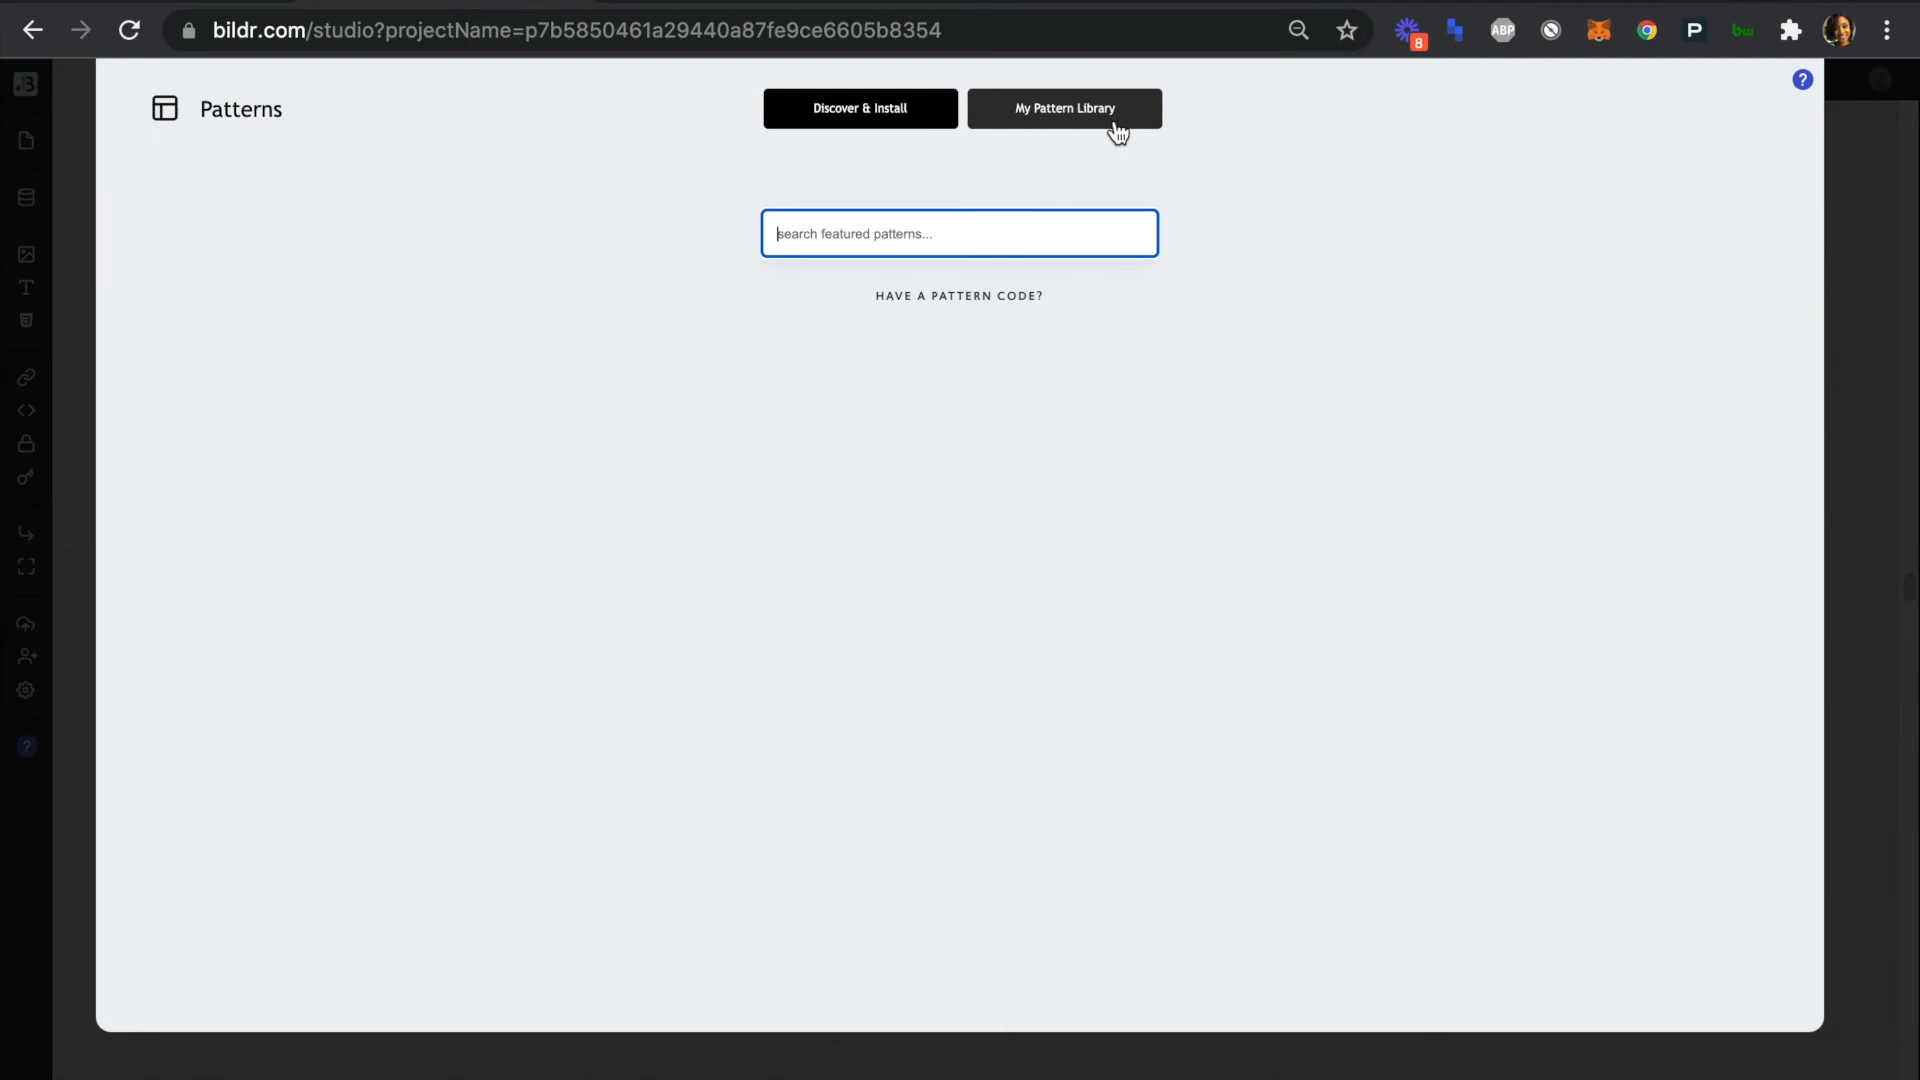 bildr.com/studio?projectName=p7b5850461a29440a87fe9ce6605b8354
8
ABP
P
bw
B
Patterns
Discover & Install
My Pattern Library
?
search featured patterns...
HAVE A PATTERN CODE?
T
?